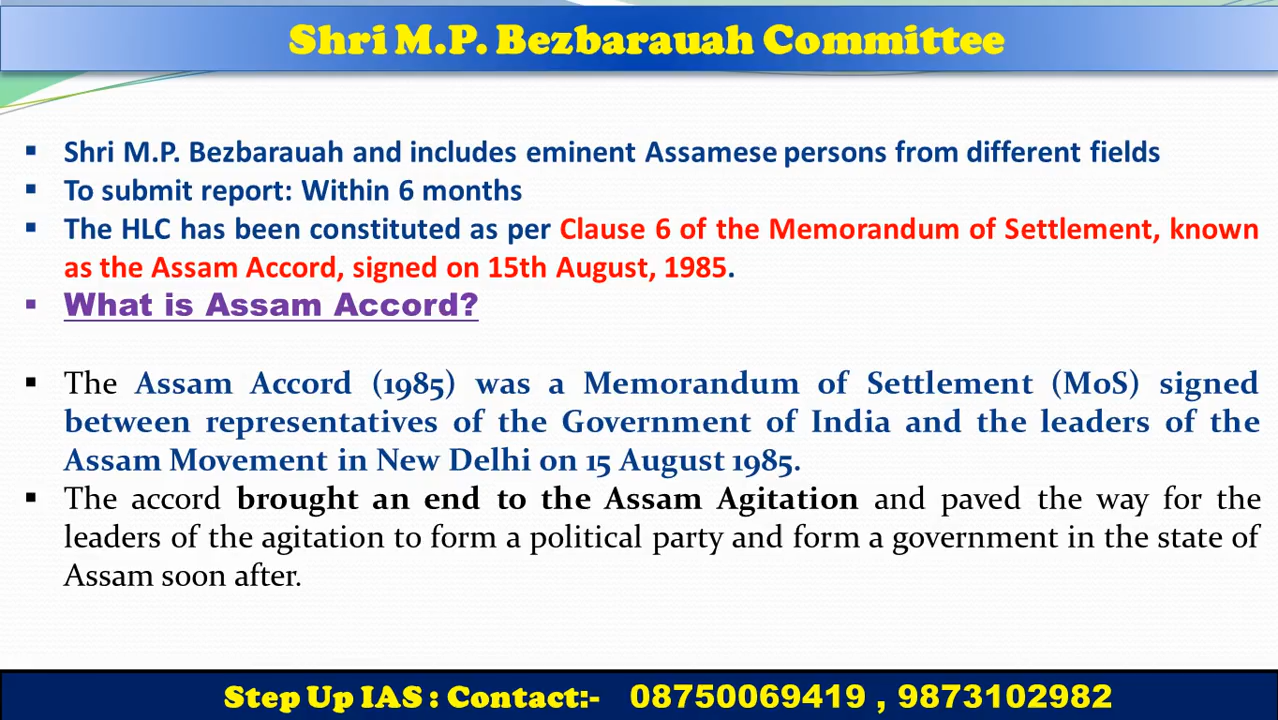 Shri M.P. Bezbarauah Committee
▪ Shri M.P. Bezbarauah and includes eminent Assamese persons from different fields
▪ To submit report: Within 6 months
▪ The HLC has been constituted as per Clause 6 of the Memorandum of Settlement, known
as the Assam Accord, signed on 15th August, 1985.
▪ What is Assam Accord?
▪ The Assam Accord (1985) was a Memorandum of Settlement (MoS) signed
between representatives of the Government of India and the leaders of the
Assam Movement in New Delhi on 15 August 1985.
▪ The accord brought an end to the Assam Agitation and paved the way for the
leaders of the agitation to form a political party and form a government in the state of
Assam soon after.
Step Up IAS : Contact:- 08750069419 , 9873102982